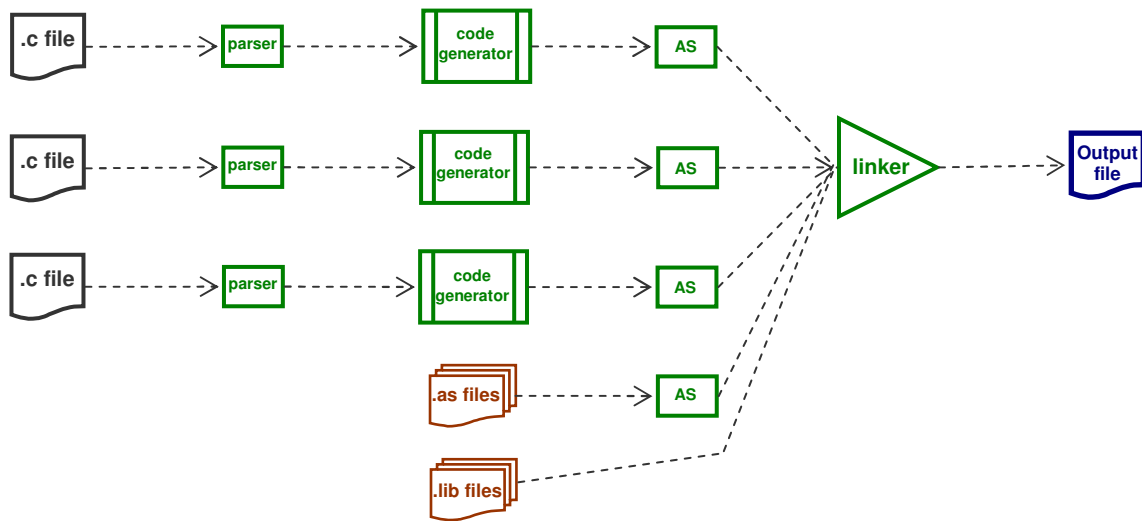 .c file
parser
code
generator
AS
.c file
parser
code
generator
AS
linker
Output
file
.c file
parser
code
generator
AS
.as files
AS
.lib files